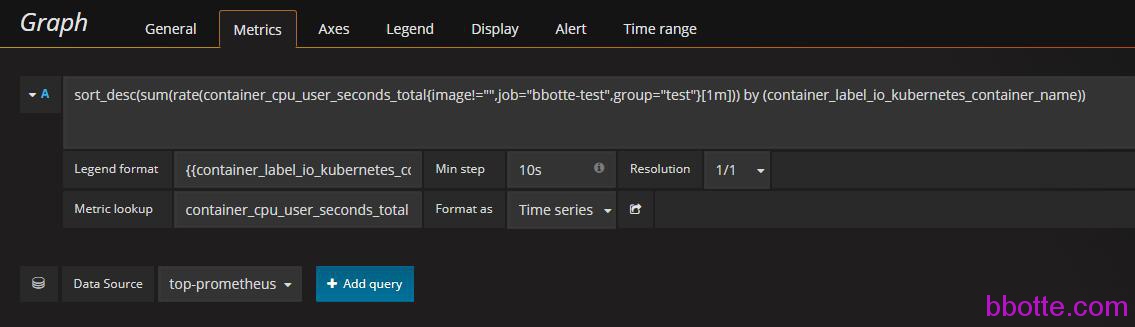 Graph General Metrics Axes Legend Display Alert Time range
A sort_desc(sum(rate(container_cpu_user_seconds_total{image!="",job="bbotte-test",group="test"}[1m])) by (container_label_io_kubernetes_container_name))
Legend format {{container_label_io_kubernetes_cc Min step 10s Resolution 1/1
Metric lookup container_cpu_user_seconds_total Format as Time series
Data Source top-prometheus Add query
bbotte.com